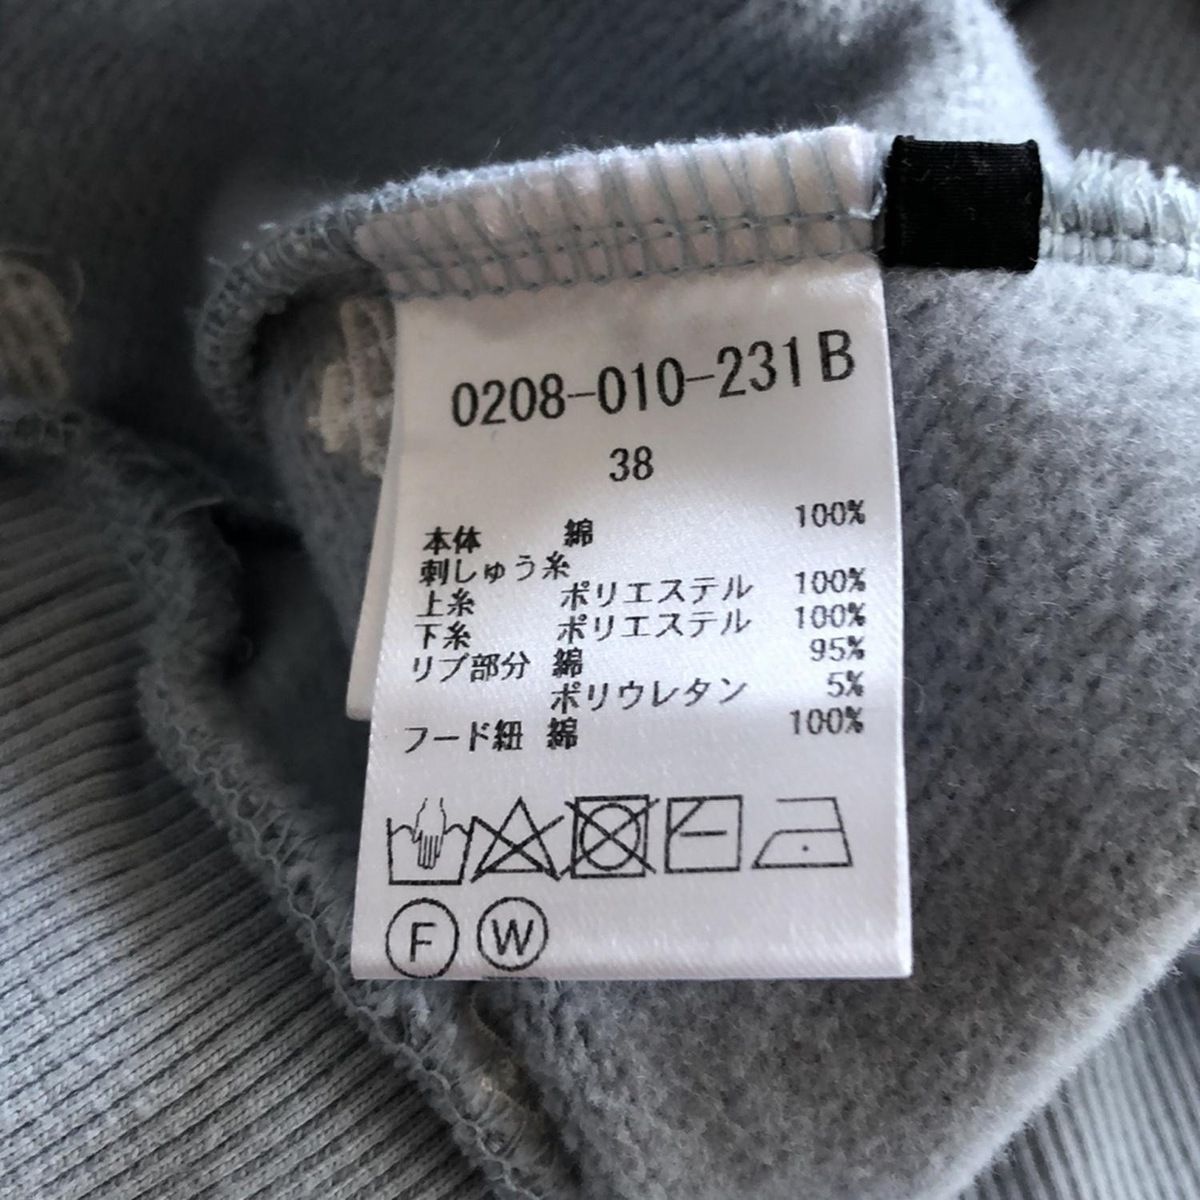 0208-010-231 B
38
本体 綿 100%
刺しゅう糸
上糸 ポリエステル 100%
下糸 ポリエステル 100%
リブ部分 綿 95%
ポリウレタン 5%
フード紐 綿 100%
F W